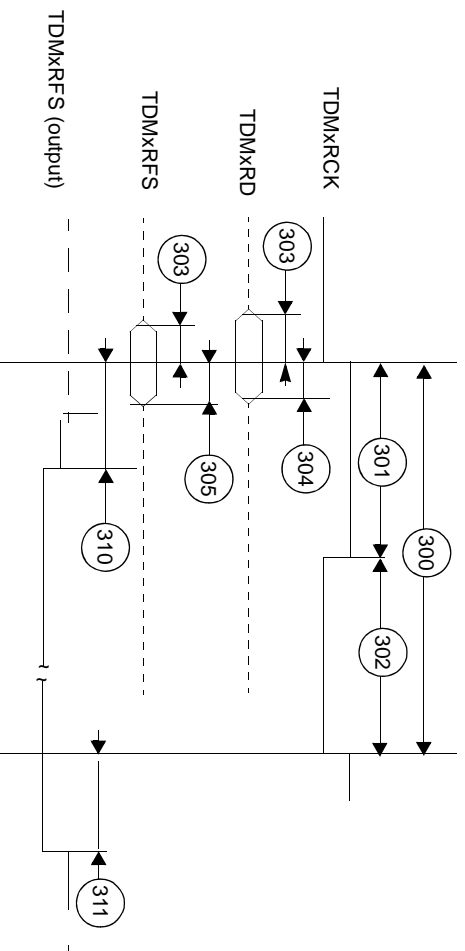 300
301
302
TDMxRCK
303
304
TDMxRD
303
305
TDMxRFS
310
311
TDMxRFS (output)
~
~